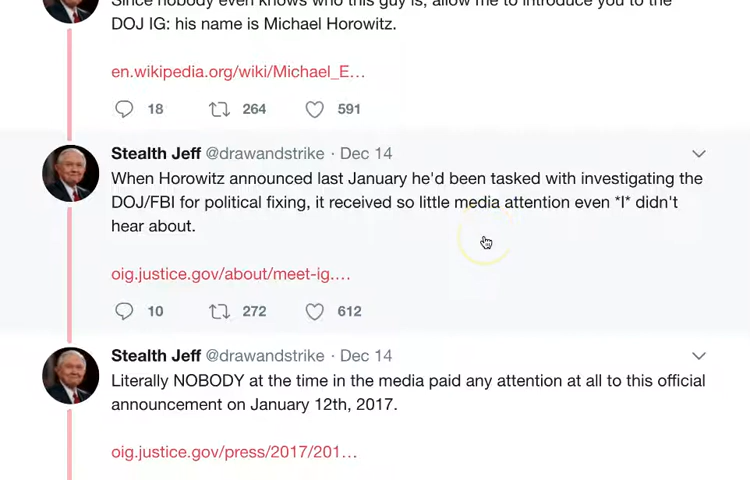 Since nobody even knows who this guy is, allow me to introduce you to the
DOJ IG: his name is Michael Horowitz.
en.wikipedia.org/wiki/Michael_E…
18 264 591
Stealth Jeff @drawandstrike · Dec 14
When Horowitz announced last January he'd been tasked with investigating the
DOJ/FBI for political fixing, it received so little media attention even *I* didn't
hear about.
oig.justice.gov/about/meet-ig.…
10 272 612
Stealth Jeff @drawandstrike · Dec 14
Literally NOBODY at the time in the media paid any attention at all to this official
announcement on January 12th, 2017.
oig.justice.gov/press/2017/201…